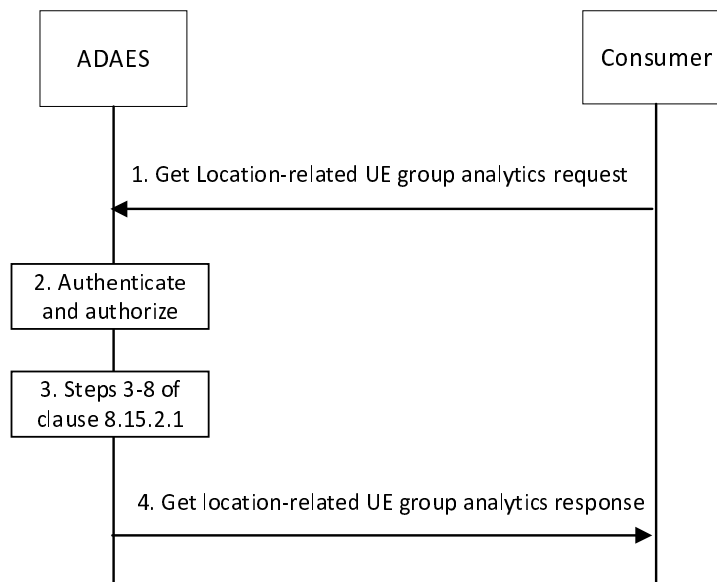 ADAES
Consumer
1. Get Location-related UE group analytics request
2. Authenticate
and authorize
3. Steps 3-8 of
clause 8.15.2.1
4. Get location-related UE group analytics response